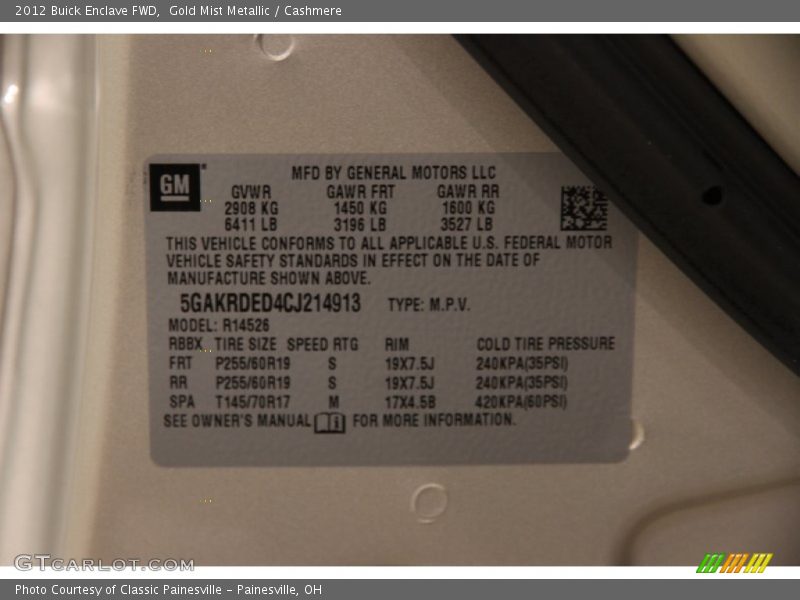 2012 Buick Enclave FWD,  Gold Mist Metallic / Cashmere
GM
MFD BY GENERAL MOTORS LLC
GVWR GAWR FRT GAWR RR
2908 KG 1450 KG 1600 KG
6411 LB 3196 LB 3527 LB
THIS VEHICLE CONFORMS TO ALL APPLICABLE U.S. FEDERAL MOTOR
VEHICLE SAFETY STANDARDS IN EFFECT ON THE DATE OF
MANUFACTURE SHOWN ABOVE.
5GAKRDED4CJ214913 TYPE: M.P.V.
MODEL: R14526
RBBX TIRE SIZE SPEED RTG RIM COLD TIRE PRESSURE
FRT P255/60R19 S 19X7.5J 240KPA(35PSI)
RR P255/60R19 S 19X7.5J 240KPA(35PSI)
SPA T145/70R17 M 17X4.5B 420KPA(60PSI)
SEE OWNER'S MANUAL FOR MORE INFORMATION.
GTCARLOT.COM
Photo Courtesy of Classic Painesville – Painesville, OH